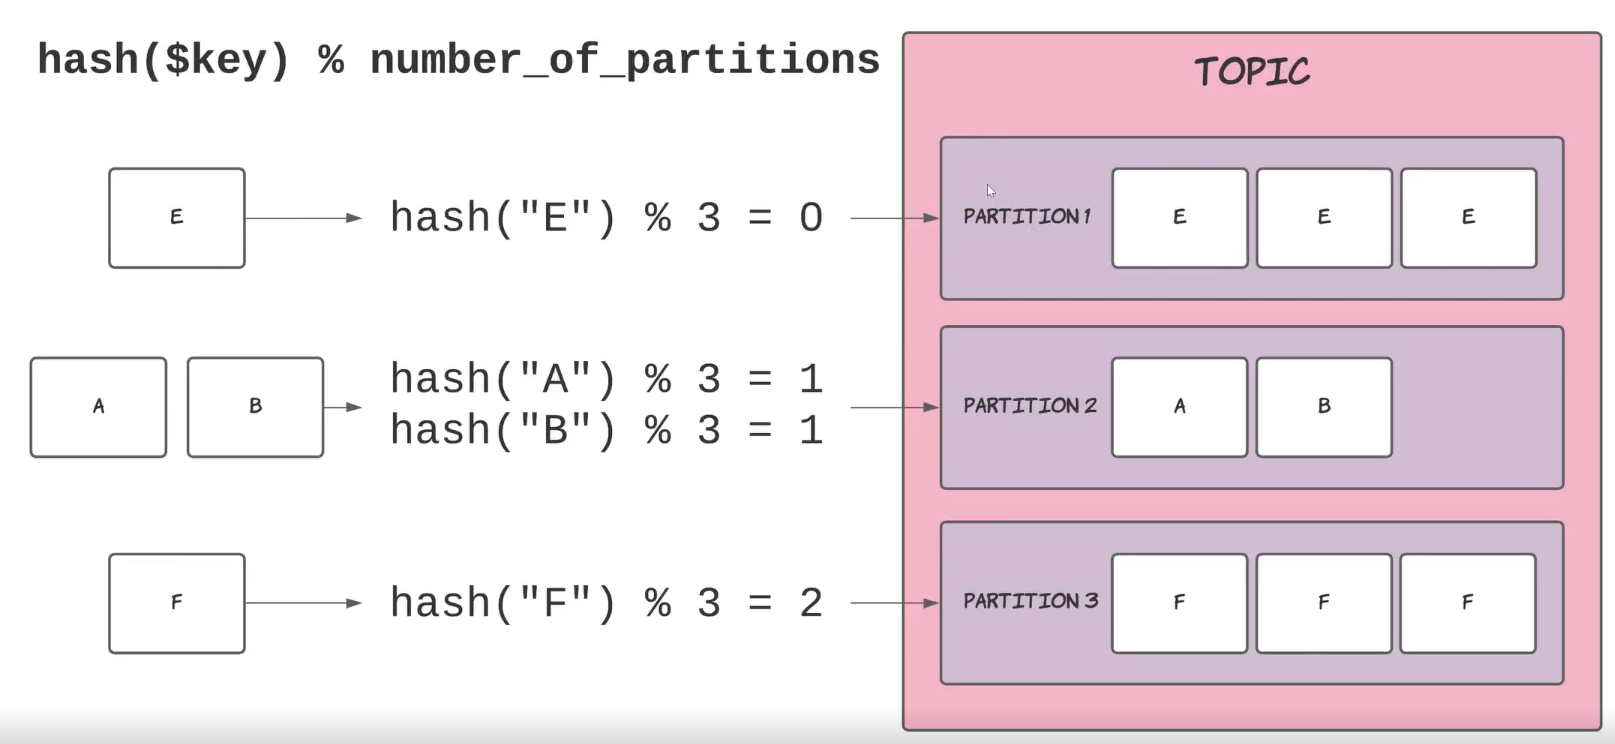 hash($key) % number_of_partitions
TOPIC
E
hash("E") % 3 = 0
PARTITION 1
E
E
E
A
B
hash("A") % 3 = 1
hash("B") % 3 = 1
PARTITION 2
A
B
F
hash("F") % 3 = 2
PARTITION 3
F
F
F